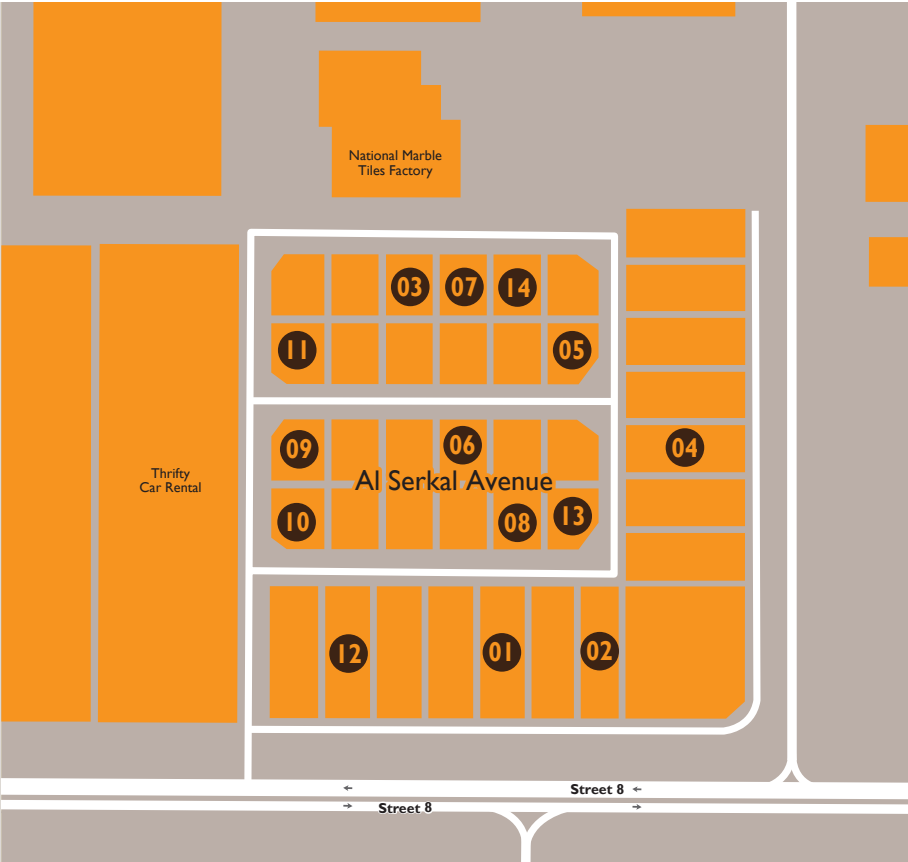 National Marble
Tiles Factory
03
07
14
11
05
09
06
04
Thrifty
Car Rental
Al Serkal Avenue
10
08
13
12
01
02
Street 8
Street 8